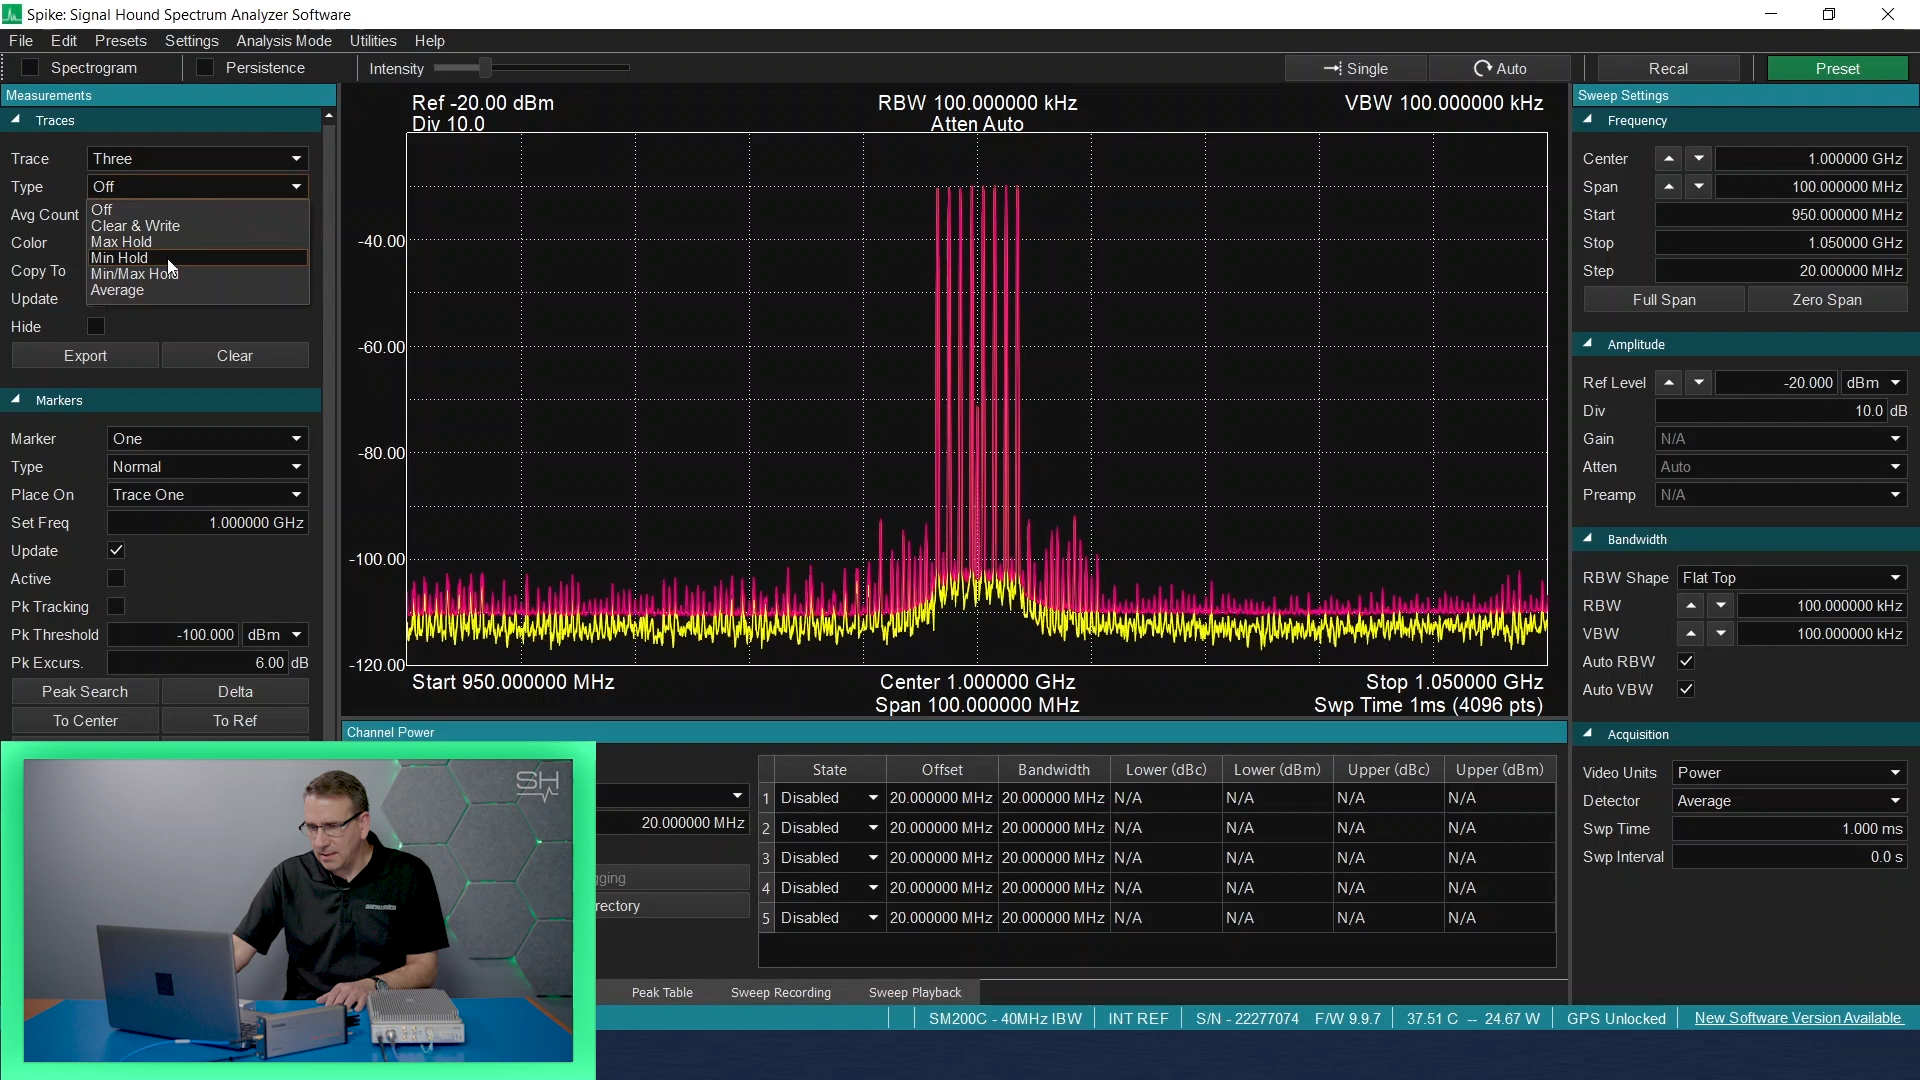 Spike: Signal Hound Spectrum Analyzer Software
File Edit Presets Settings Analysis Mode Utilities Help
Spectrogram Persistence Intensity Single Auto Recal Preset
Measurements
Traces
Trace Three
Type Off
Avg Count
Off
Clear & Write
Color
Max Hold
Min Hold
Copy To
Min/Max Hold
Average
Update
Hide
Export Clear
Markers
Marker One
Type Normal
Place On Trace One
Set Freq 1.000000 GHz
Update
Active
Pk Tracking
Pk Threshold -100.000 dBm
Pk Excurs. 6.00 dB
Peak Search Delta
To Center To Ref
Ref -20.00 dBm RBW 100.000000 kHz VBW 100.000000 kHz
Div 10.0 Atten Auto
-40.00
-60.00
-80.00
-100.00
-120.00
Start 950.000000 MHz Center 1.000000 GHz Stop 1.050000 GHz
Span 100.000000 MHz Swp Time 1ms (4096 pts)
Channel Power
State Offset Bandwidth Lower (dBc) Lower (dBm) Upper (dBc) Upper (dBm)
1 Disabled 20.000000 MHz 20.000000 MHz N/A N/A N/A N/A
2 Disabled 20.000000 MHz 20.000000 MHz N/A N/A N/A N/A
3 Disabled 20.000000 MHz 20.000000 MHz N/A N/A N/A N/A
4 Disabled 20.000000 MHz 20.000000 MHz N/A N/A N/A N/A
5 Disabled 20.000000 MHz 20.000000 MHz N/A N/A N/A N/A
20.000000 MHz
gging
rectory
SH
Peak Table Sweep Recording Sweep Playback
Sweep Settings
Frequency
Center 1.000000 GHz
Span 100.000000 MHz
Start 950.000000 MHz
Stop 1.050000 GHz
Step 20.000000 MHz
Full Span Zero Span
Amplitude
Ref Level -20.000 dBm
Div 10.0 dB
Gain N/A
Atten Auto
Preamp N/A
Bandwidth
RBW Shape Flat Top
RBW 100.000000 kHz
VBW 100.000000 kHz
Auto RBW
Auto VBW
Acquisition
Video Units Power
Detector Average
Swp Time 1.000 ms
Swp Interval 0.0 s
SM200C - 40MHz IBW INT REF S/N - 22277074 F/W 9.9.7 37.51 C -- 24.67 W GPS Unlocked New Software Version Available